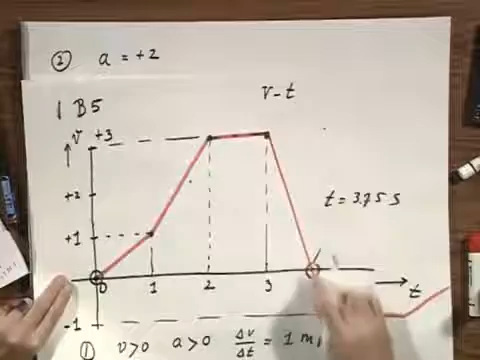 ② a = +2
1 B5
v-t
v +3
+2
t = 3.75 s
+1
0 1 2 3 t
-1
① v>0 a>0 Δv/Δt = 1 m/